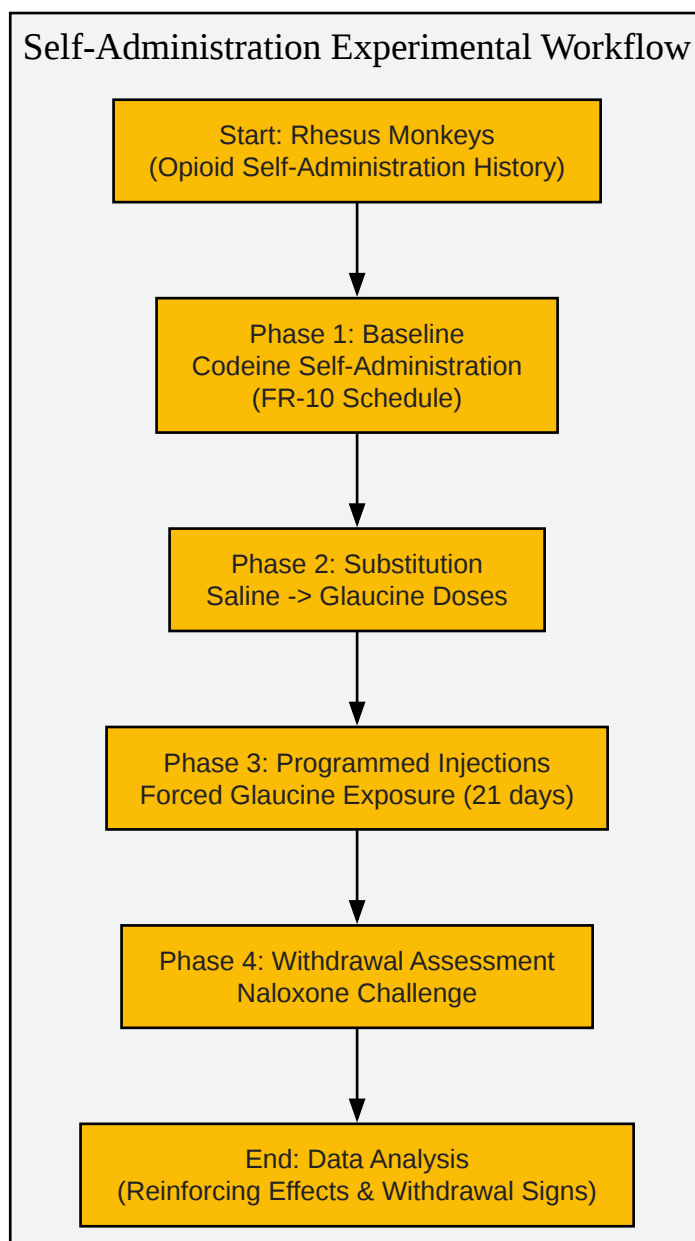 Self-Administration Experimental Workflow
Start: Rhesus Monkeys
(Opioid Self-Administration History)
Phase 1: Baseline
Codeine Self-Administration
(FR-10 Schedule)
Phase 2: Substitution
Saline -> Glaucine Doses
Phase 3: Programmed Injections
Forced Glaucine Exposure (21 days)
Phase 4: Withdrawal Assessment
Naloxone Challenge
End: Data Analysis
(Reinforcing Effects & Withdrawal Signs)